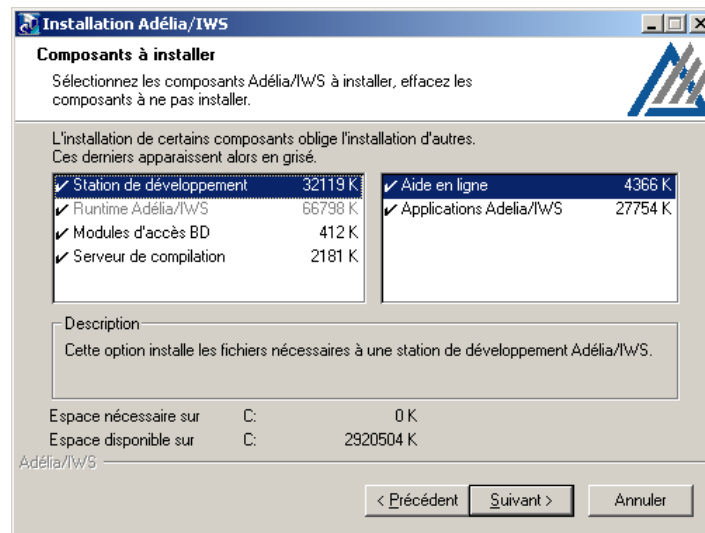 Installation Adélia/IWS
Composants à installer
Sélectionnez les composants Adélia/IWS à installer, effacez les
composants à ne pas installer.
L'installation de certains composants oblige l'installation d'autres.
Ces derniers apparaissent alors en grisé.
Station de développement 32119 K
Runtime Adélia/IWS 66798 K
Modules d'accès BD 412 K
Serveur de compilation 2181 K
Aide en ligne 4366 K
Applications Adelia/IWS 27754 K
Description
Cette option installe les fichiers nécessaires à une station de développement Adélia/IWS.
Espace nécessaire sur C: 0 K
Espace disponible sur C: 2920504 K
Adélia/IWS
< Précédent Suivant > Annuler